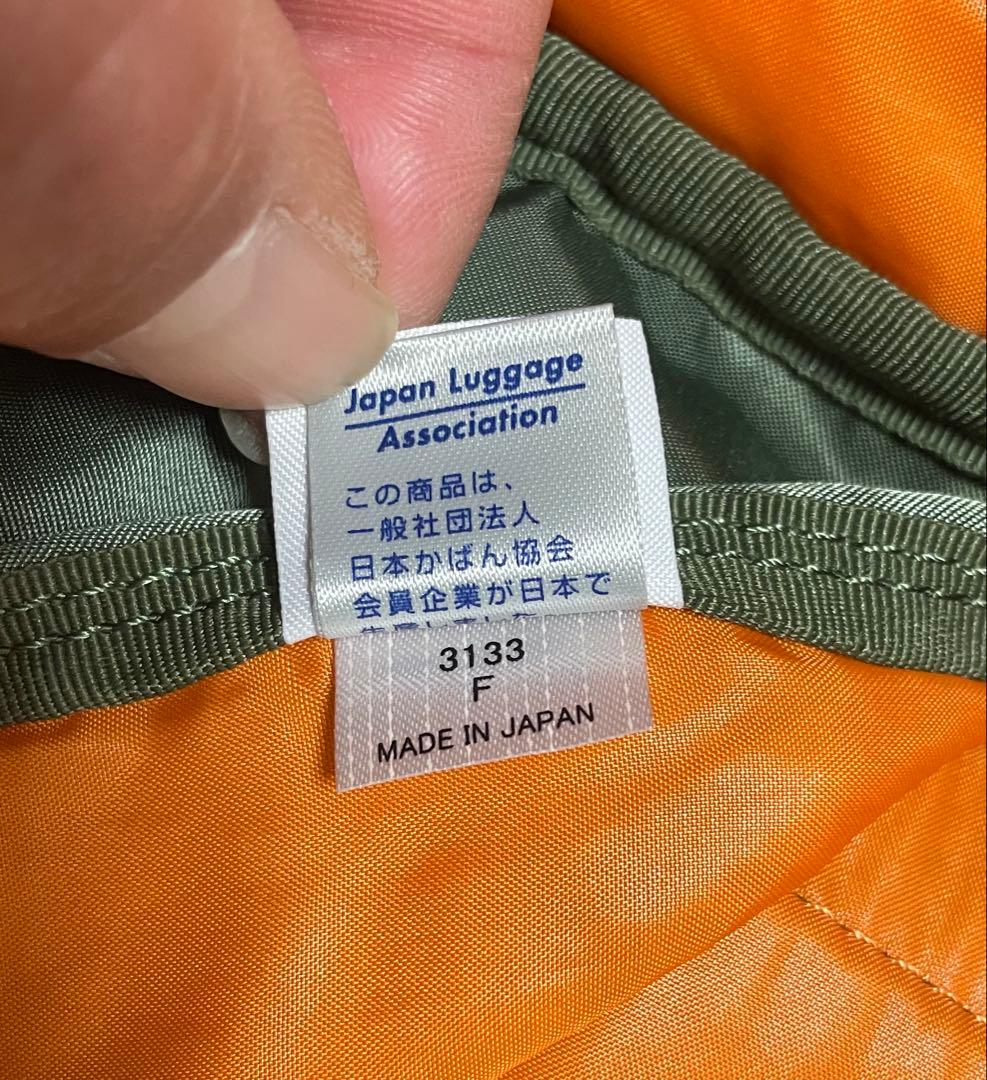 Japan Luggage
Association
この商品は、
一般社団法人
日本かばん協会
会員企業が日本で
3133
F
MADE IN JAPAN